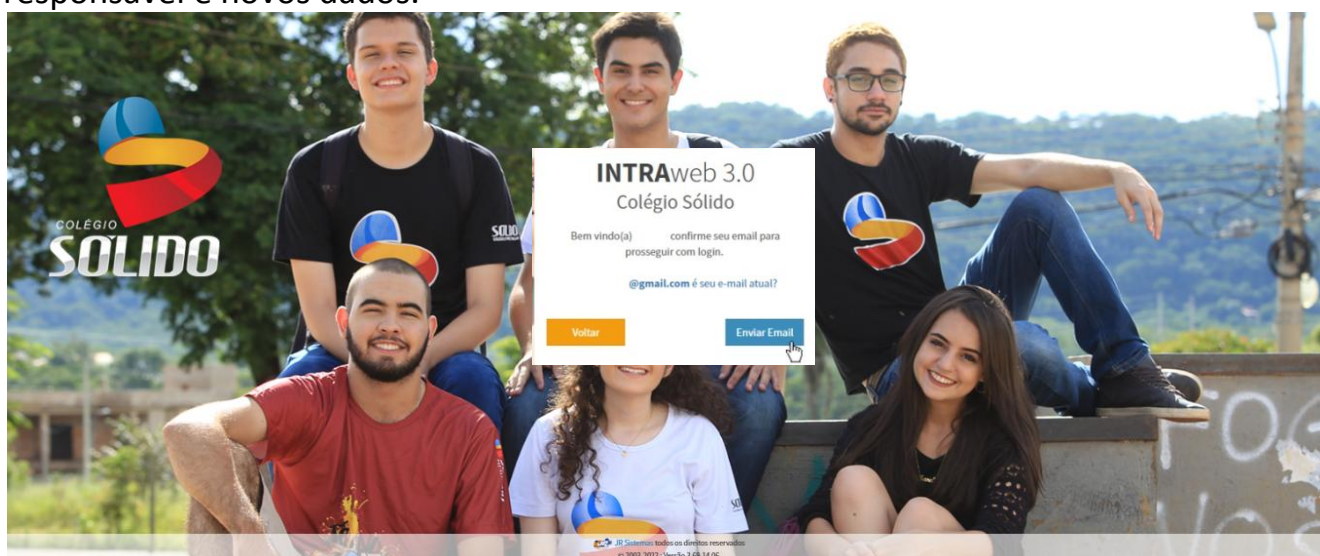 responsável e novos dados.
COLÉGIO
SÓLIDO
INTRAweb 3.0
Colégio Sólido
Bem vindo(a) confirme seu email para
prosseguir com login.
@gmail.com é seu e-mail atual?
Voltar
Enviar Email
JR Sistemas todos os direitos reservados